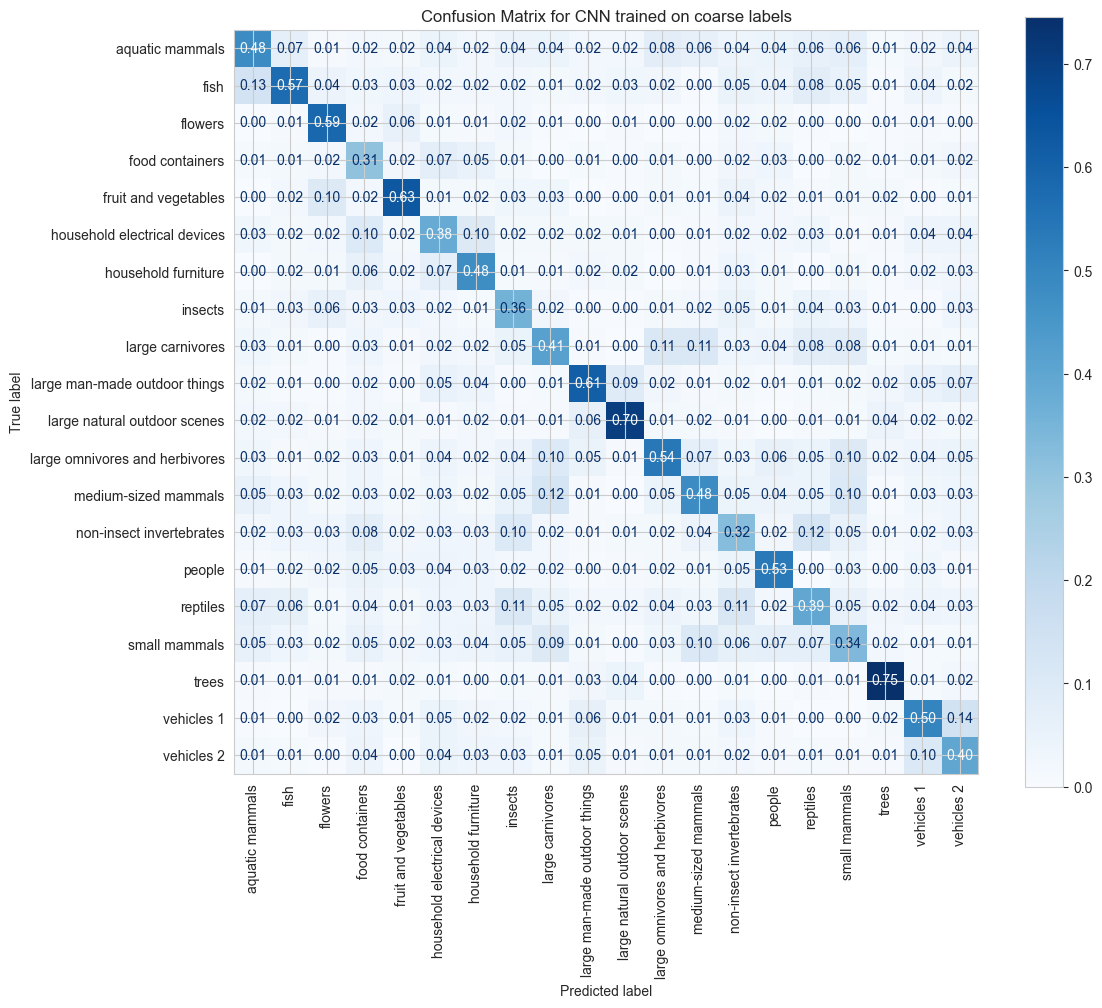 Confusion Matrix for CNN trained on coarse labels
aquatic mammals 0.48 0.07 0.01 0.02 0.02 0.04 0.02 0.04 0.04 0.02 0.02 0.08 0.06 0.04 0.04 0.06 0.06 0.01 0.02 0.04
fish 0.13 0.57 0.04 0.03 0.03 0.02 0.02 0.02 0.01 0.02 0.03 0.02 0.00 0.05 0.04 0.08 0.05 0.01 0.04 0.02
flowers 0.00 0.01 0.59 0.02 0.06 0.01 0.01 0.02 0.01 0.00 0.01 0.00 0.00 0.02 0.02 0.00 0.00 0.01 0.01 0.00
food containers 0.01 0.01 0.02 0.31 0.02 0.07 0.05 0.01 0.00 0.01 0.00 0.01 0.00 0.02 0.03 0.00 0.02 0.01 0.01 0.02
fruit and vegetables 0.00 0.02 0.10 0.02 0.63 0.01 0.02 0.03 0.03 0.00 0.00 0.01 0.01 0.04 0.02 0.01 0.01 0.02 0.00 0.01
household electrical devices 0.03 0.02 0.02 0.10 0.02 0.38 0.10 0.02 0.02 0.02 0.01 0.00 0.01 0.02 0.02 0.03 0.01 0.01 0.04 0.04
household furniture 0.00 0.02 0.01 0.06 0.02 0.07 0.48 0.01 0.01 0.02 0.02 0.00 0.01 0.03 0.01 0.00 0.01 0.01 0.02 0.03
insects 0.01 0.03 0.06 0.03 0.03 0.02 0.01 0.36 0.02 0.00 0.00 0.01 0.02 0.05 0.01 0.04 0.03 0.01 0.00 0.03
large carnivores 0.03 0.01 0.00 0.03 0.01 0.02 0.02 0.05 0.41 0.01 0.00 0.11 0.11 0.03 0.04 0.08 0.08 0.01 0.01 0.01
large man-made outdoor things 0.02 0.01 0.00 0.02 0.00 0.05 0.04 0.00 0.01 0.61 0.09 0.02 0.01 0.02 0.01 0.01 0.02 0.02 0.05 0.07
large natural outdoor scenes 0.02 0.02 0.01 0.01 0.00 0.02 0.01 0.01 0.01 0.06 0.70 0.01 0.02 0.01 0.00 0.01 0.01 0.04 0.02 0.02
large omnivores and herbivores 0.03 0.01 0.02 0.03 0.01 0.04 0.02 0.04 0.10 0.05 0.01 0.54 0.07 0.03 0.06 0.05 0.10 0.02 0.04 0.05
medium-sized mammals 0.05 0.03 0.02 0.03 0.02 0.03 0.02 0.05 0.12 0.01 0.00 0.05 0.48 0.05 0.04 0.05 0.10 0.01 0.03 0.03
non-insect invertebrates 0.02 0.03 0.03 0.08 0.02 0.03 0.03 0.10 0.02 0.01 0.01 0.02 0.04 0.32 0.02 0.12 0.05 0.01 0.02 0.03
people 0.01 0.02 0.02 0.05 0.03 0.04 0.03 0.02 0.02 0.00 0.01 0.02 0.01 0.05 0.53 0.00 0.03 0.00 0.03 0.01
reptiles 0.07 0.06 0.01 0.04 0.01 0.03 0.03 0.11 0.05 0.02 0.02 0.04 0.03 0.11 0.02 0.39 0.05 0.02 0.04 0.03
small mammals 0.05 0.03 0.02 0.05 0.02 0.03 0.04 0.05 0.09 0.01 0.00 0.03 0.10 0.06 0.07 0.07 0.34 0.02 0.01 0.01
trees 0.01 0.01 0.01 0.01 0.02 0.01 0.00 0.01 0.01 0.03 0.04 0.00 0.00 0.01 0.00 0.01 0.01 0.75 0.01 0.02
vehicles 1 0.01 0.00 0.02 0.03 0.01 0.05 0.02 0.02 0.01 0.06 0.01 0.01 0.01 0.03 0.01 0.00 0.00 0.02 0.50 0.14
vehicles 2 0.01 0.01 0.00 0.04 0.00 0.04 0.03 0.03 0.01 0.05 0.01 0.01 0.01 0.02 0.01 0.01 0.01 0.01 0.10 0.40
True label
aquatic mammals
fish
flowers
food containers
fruit and vegetables
household electrical devices
household furniture
insects
large carnivores
large man-made outdoor things
large natural outdoor scenes
large omnivores and herbivores
medium-sized mammals
non-insect invertebrates
people
reptiles
small mammals
trees
vehicles 1
vehicles 2
Predicted label
0.7
0.6
0.5
0.4
0.3
0.2
0.1
0.0